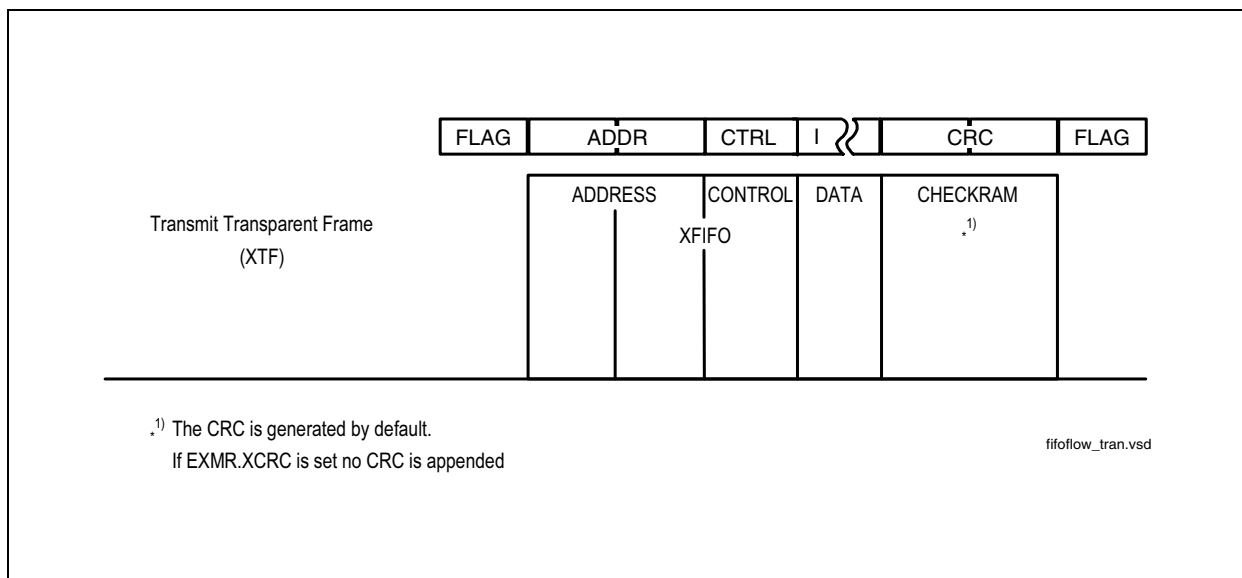 FLAG ADDR CTRL I CRC FLAG
ADDRESS CONTROL DATA CHECKRAM
Transmit Transparent Frame
XFIFO
*1)
(XTF)
*1) The CRC is generated by default.
If EXMR.XCRC is set no CRC is appended
fifoflow_tran.vsd